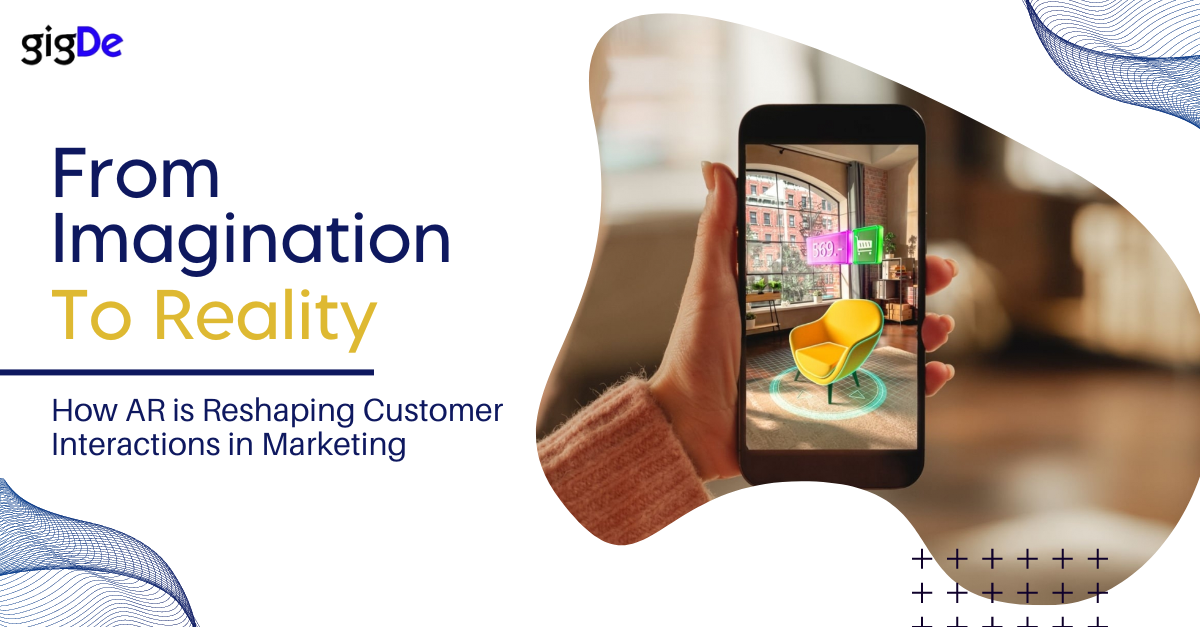 gigDe
From
Imagination
To Reality
How AR is Reshaping Customer
Interactions in Marketing